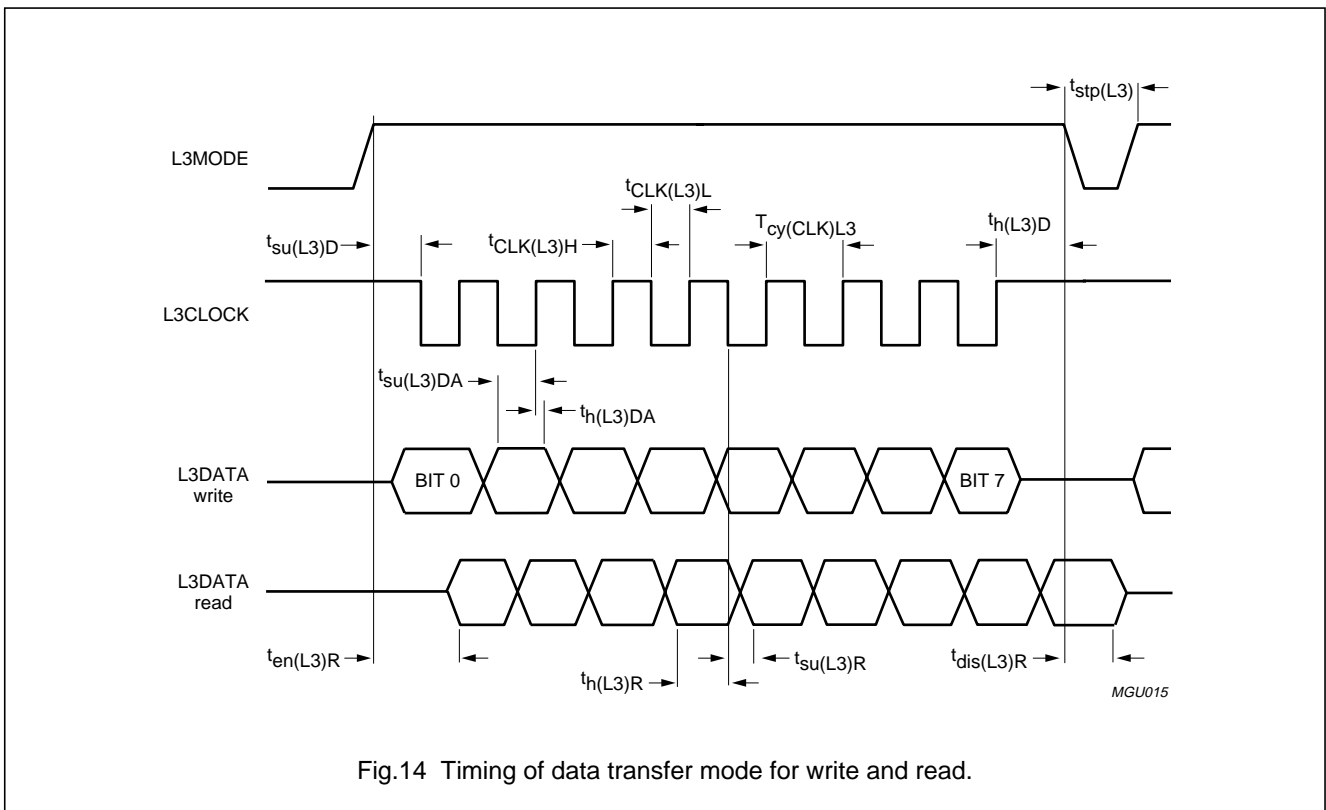 tstp(L3)
L3MODE
tCLK(L3)L
tsu(L3)D
tCLK(L3)H
Tcy(CLK)L3
th(L3)D
L3CLOCK
tsu(L3)DA
th(L3)DA
L3DATA
write
BIT 0
BIT 7
L3DATA
read
ten(L3)R
th(L3)R
tsu(L3)R
tdis(L3)R
MGU015
Fig.14 Timing of data transfer mode for write and read.